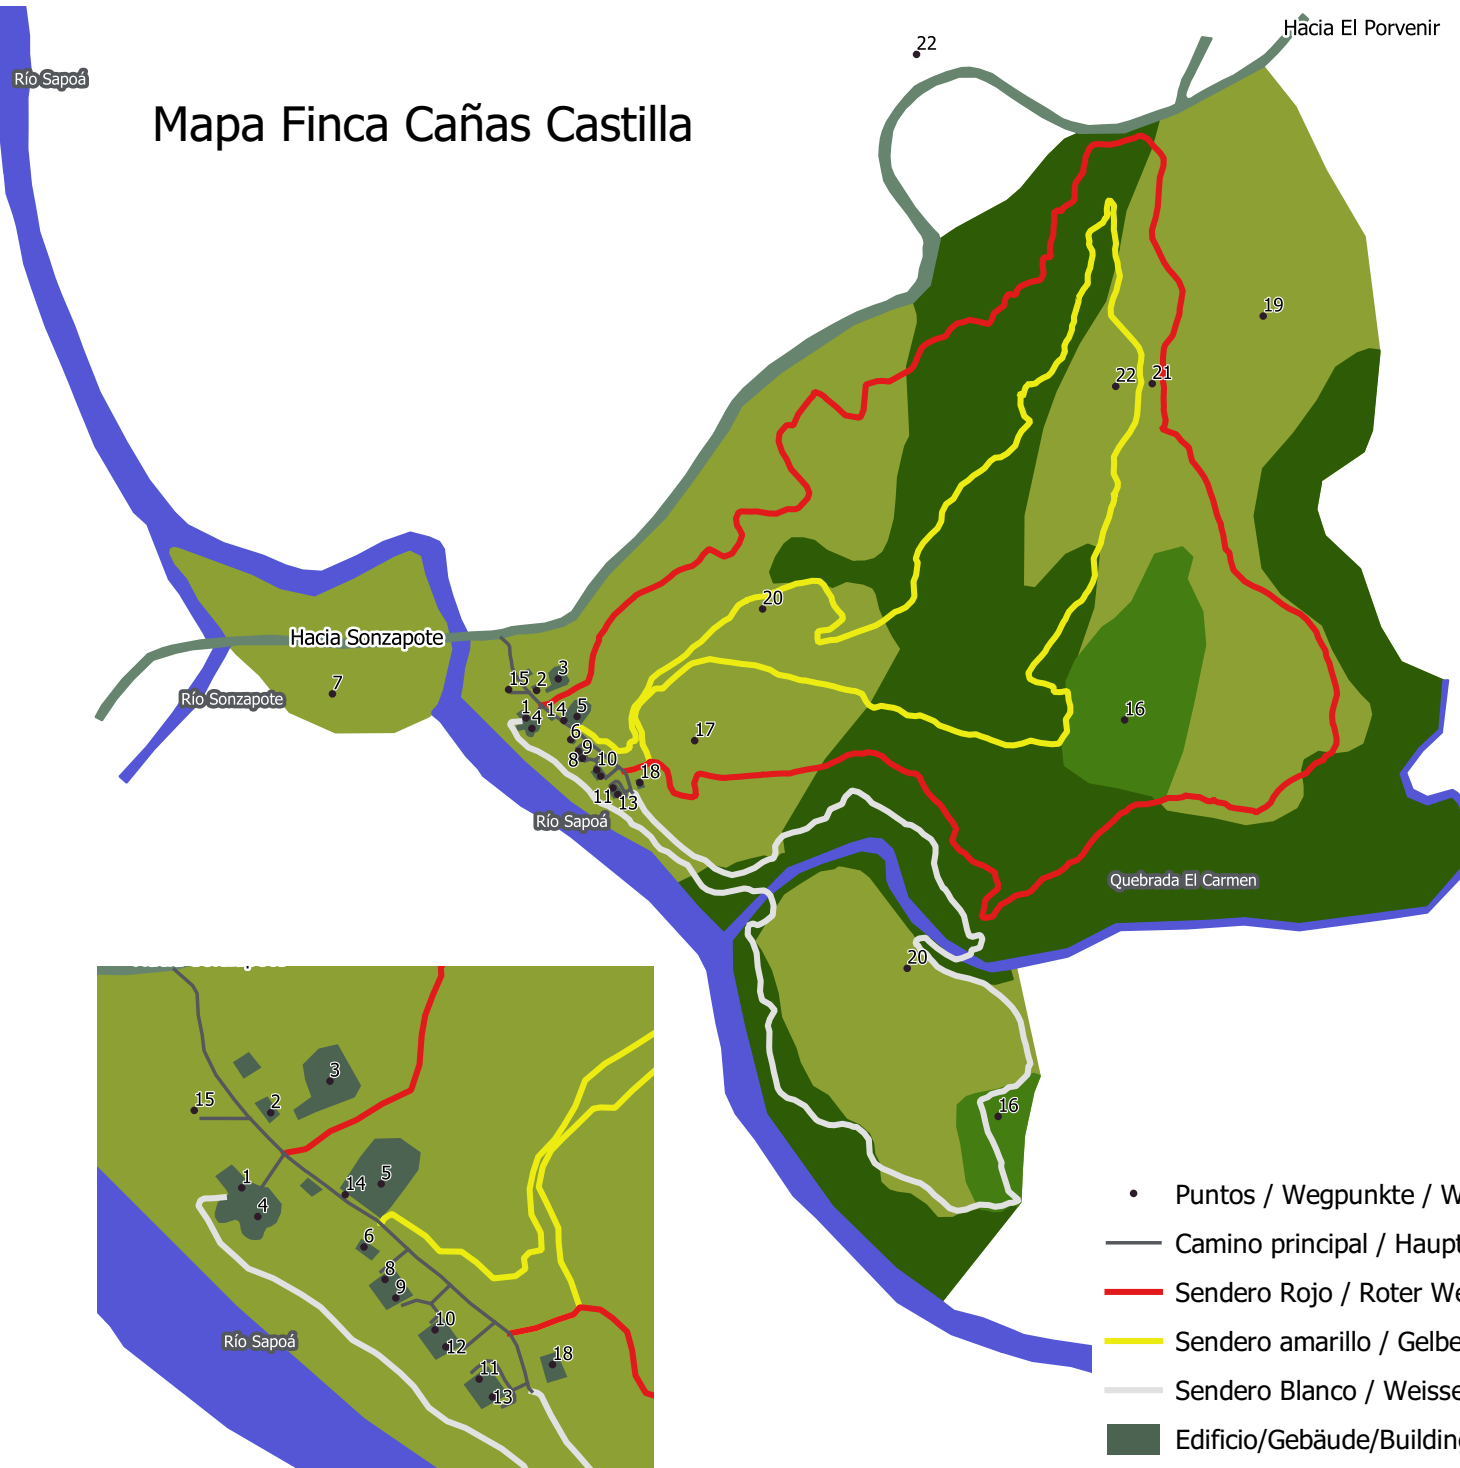 Hacia El Porvenir
22
Río Sapoá
Mapa Finca Cañas Castilla
19
22
21
20
Hacia Sonzapote
3
15
2
7
Río Sonzapote
1
14
5
4
16
17
6
9
8
10
18
11
13
Río Sapoá
Quebrada El Carmen
20
3
15
2
16
1
14
5
4
6
8
9
10
12
Río Sapoá
11
18
13
Puntos / Wegpunkte / W
Camino principal / Haupt
Sendero Rojo / Roter We
Sendero amarillo / Gelbe
Sendero Blanco / Weisse
Edificio/Gebäude/Building